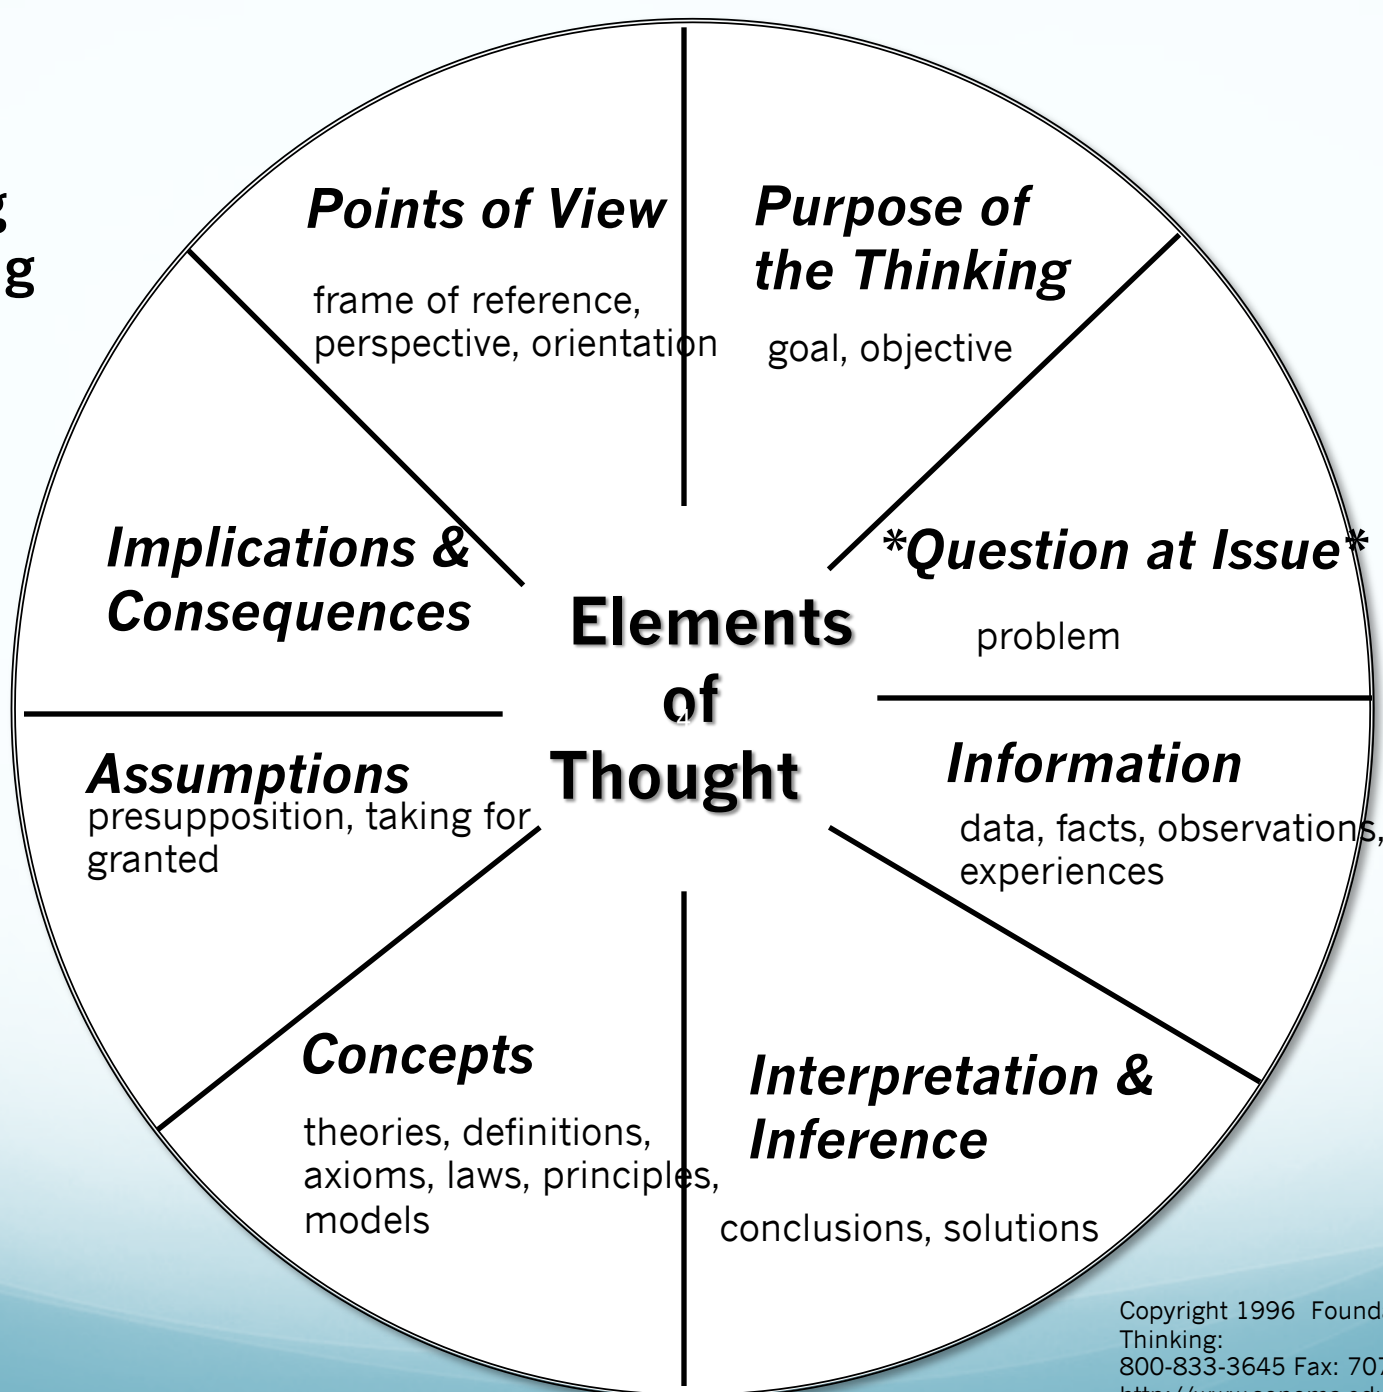 Points of View
frame of reference,
perspective, orientation
Purpose of
the Thinking
goal, objective
*Question at Issue*
problem
Information
data, facts, observations,
experiences
Interpretation &
Inference
conclusions, solutions
Concepts
theories, definitions,
axioms, laws, principles,
models
Assumptions
presupposition, taking for
granted
Implications &
Consequences
Elements
of
Thought
4
Copyright 1996
Thinking:
800-833-3645 Fax: